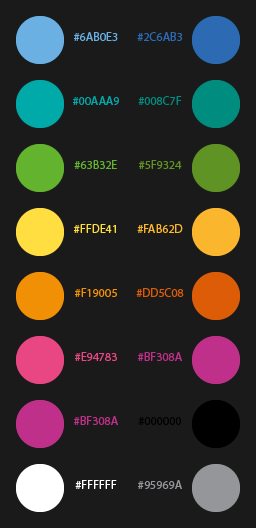 #6AB0E3 #2C6AB3
#00AAA9 #008C7F
#63B32E #5F9324
#FFDE41 #FAB62D
#F19005 #DD5C08
#E94783 #BF308A
#BF308A #000000
#FFFFFF #95969A